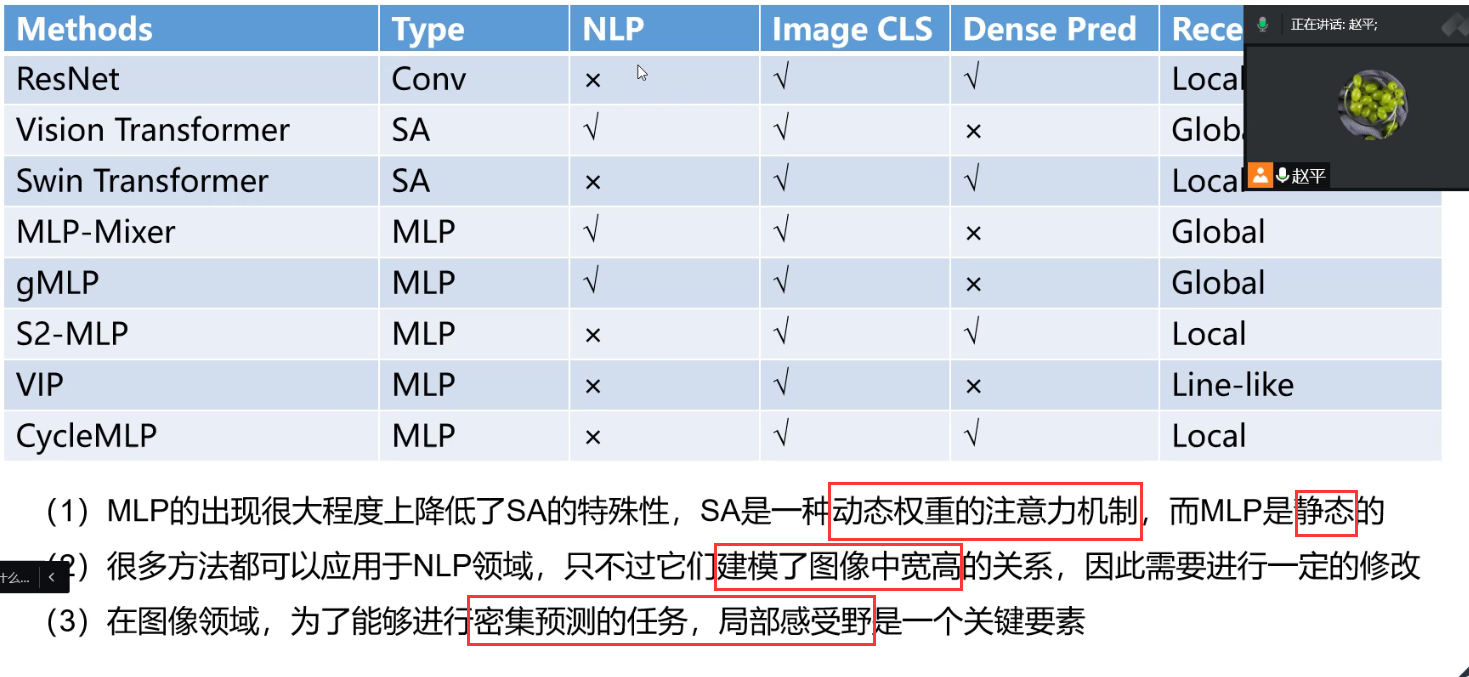 Methods Type NLP Image CLS Dense Pred Rece
正在讲话: 赵平;
ResNet Conv × √ √ Local
Vision Transformer SA √ √ × Globa
Swin Transformer SA × √ √ Local
赵平
MLP-Mixer MLP √ √ × Global
gMLP MLP √ √ × Global
S2-MLP MLP × √ √ Local
VIP MLP × √ × Line-like
CycleMLP MLP × √ √ Local
（1）MLP的出现很大程度上降低了SA的特殊性，SA是一种动态权重的注意力机制，而MLP是静态的
（2）很多方法都可以应用于NLP领域，只不过它们建模了图像中宽高的关系，因此需要进行一定的修改
什么... <
（3）在图像领域，为了能够进行密集预测的任务，局部感受野是一个关键要素